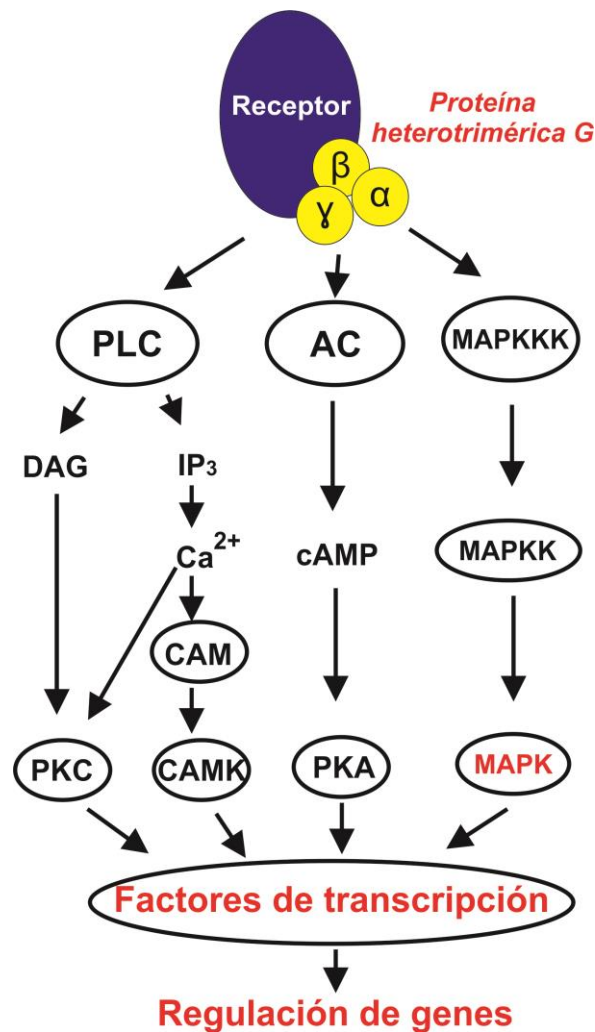 Receptor
Proteína
heterotrimérica G
β
α
γ
PLC
AC
MAPKKK
DAG
IP₃
Ca²⁺
cAMP
MAPKK
CAM
PKC
CAMK
PKA
MAPK
Factores de transcripción
Regulación de genes